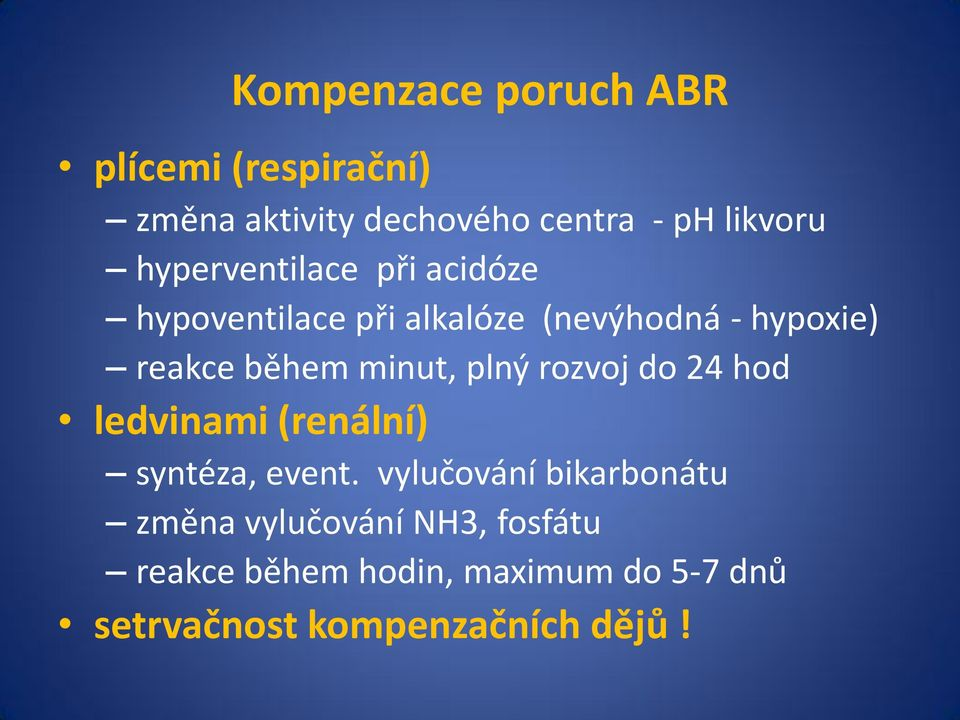 Kompenzace poruch ABR
• plícemi (respirační)
– změna aktivity dechového centra - pH likvoru
– hyperventilace při acidóze
– hypoventilace při alkalóze (nevýhodná - hypoxie)
– reakce během minut, plný rozvoj do 24 hod
• ledvinami (renální)
– syntéza, event. vylučování bikarbonátu
– změna vylučování NH3, fosfátu
– reakce během hodin, maximum do 5-7 dnů
• setrvačnost kompenzačních dějů !